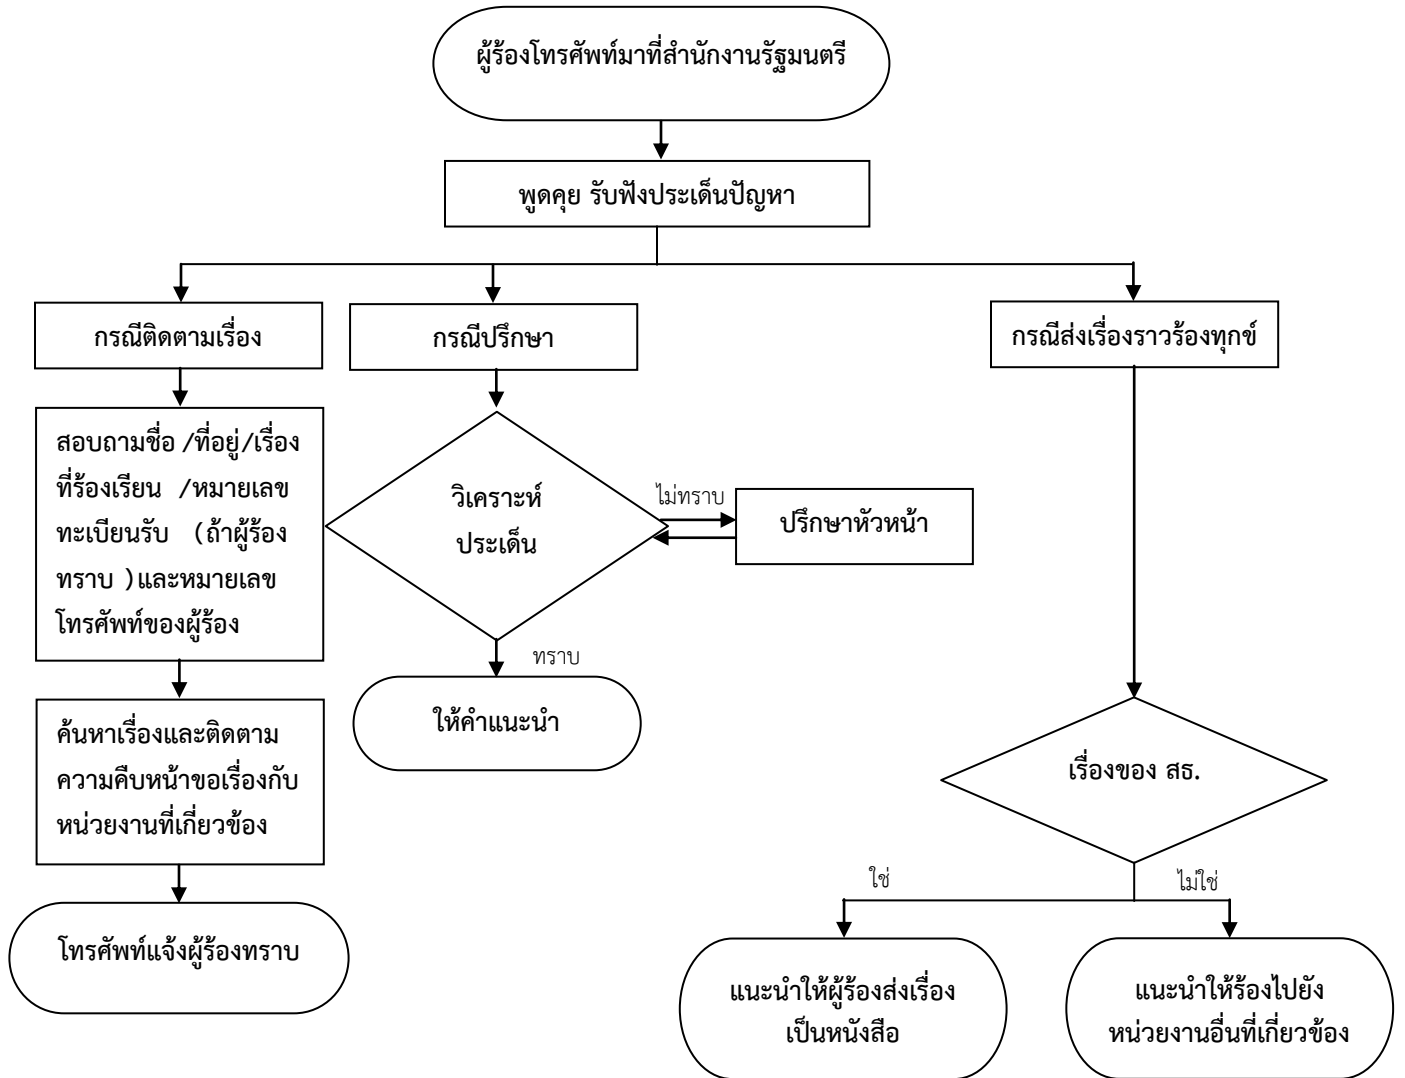 ผู้ร้องโทรศัพท์มาที่สำนักงานรัฐมนตรี
พูดคุย รับฟังประเด็นปัญหา
กรณีติดตามเรื่อง
กรณีปรึกษา
กรณีส่งเรื่องราวร้องทุกข์
สอบถามชื่อ /ที่อยู่/เรื่อง
ที่ร้องเรียน /หมายเลข
ทะเบียนรับ (ถ้าผู้ร้อง
ทราบ )และหมายเลข
โทรศัพท์ของผู้ร้อง
วิเคราะห์
ประเด็น
ไม่ทราบ
ปรึกษาหัวหน้า
ทราบ
ให้คำแนะนำ
ค้นหาเรื่องและติดตาม
ความคืบหน้าขอเรื่องกับ
หน่วยงานที่เกี่ยวข้อง
โทรศัพท์แจ้งผู้ร้องทราบ
เรื่องของ สธ.
ใช่
ไม่ใช่
แนะนำให้ผู้ร้องส่งเรื่อง
เป็นหนังสือ
แนะนำให้ร้องไปยัง
หน่วยงานอื่นที่เกี่ยวข้อง